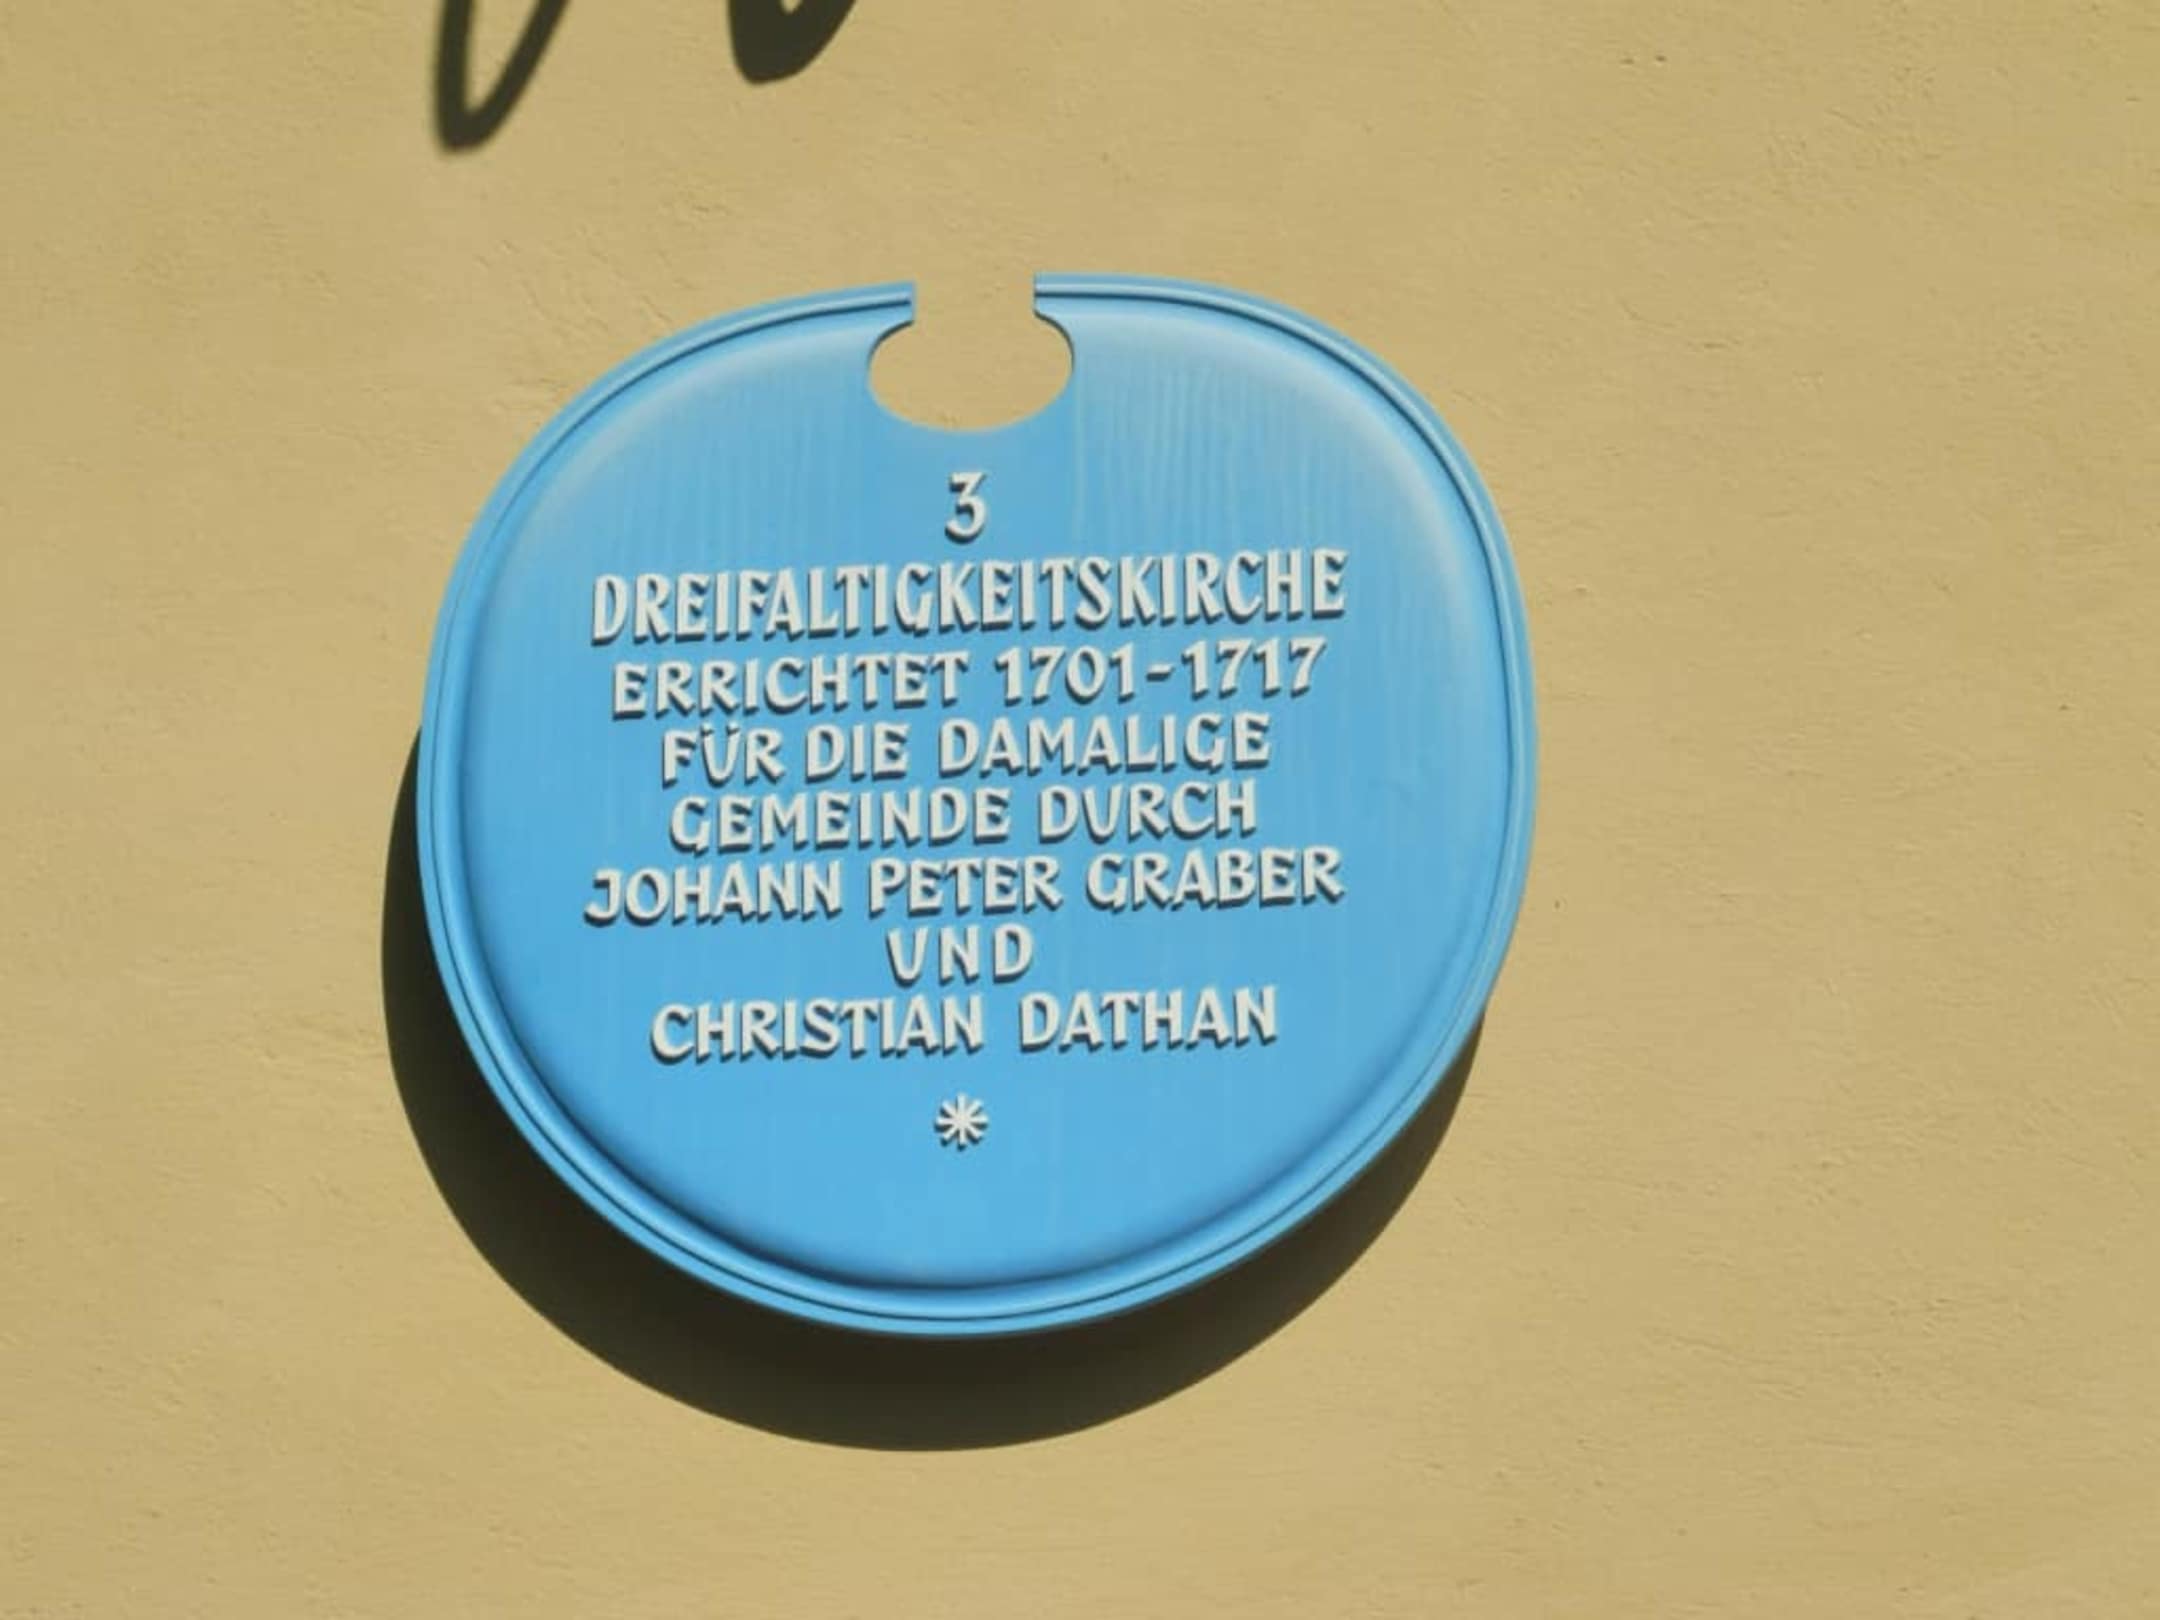 3
DREIFALTIGKEITSKIRCHE
ERRICHTET 1701-1717
FÜR DIE DAMALIGE
GEMEINDE DURCH
JOHANN PETER GRABER
UND
CHRISTIAN DATHAN
*